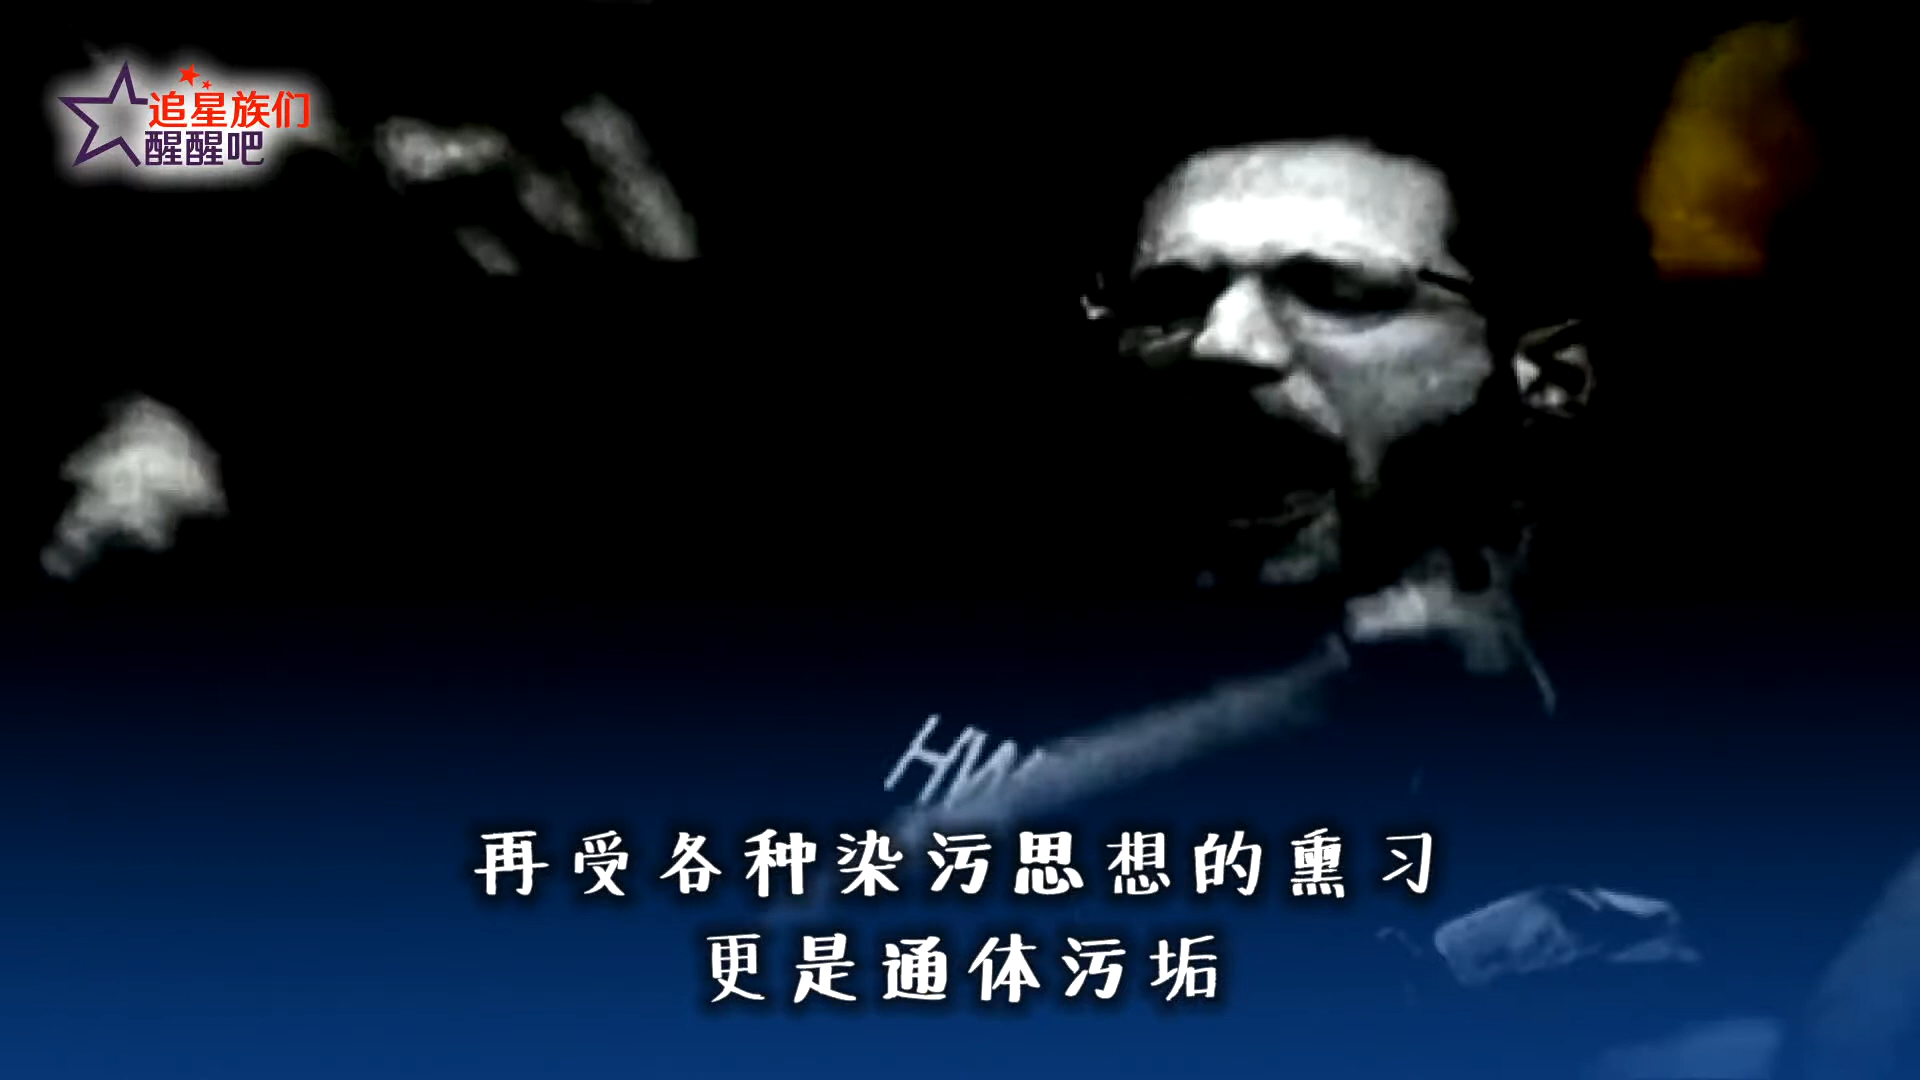 追星族们
醒醒吧
HW
再受各种染污思想的熏习
更是通体污垢